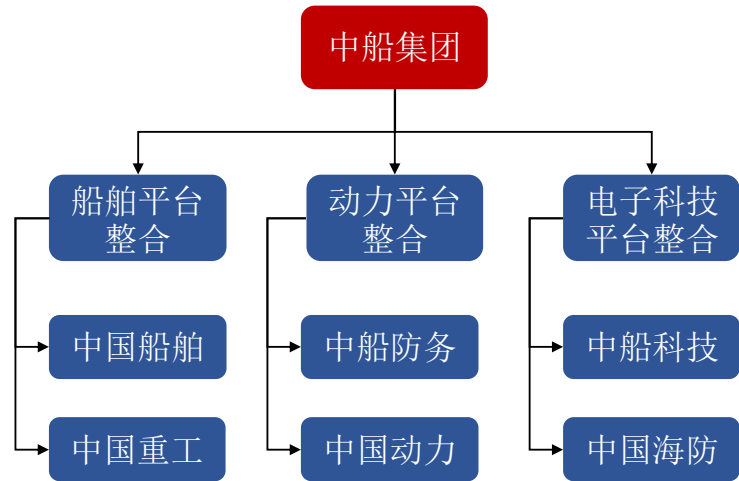 中船集团
船舶平台
整合
动力平台
整合
电子科技
平台整合
中国船舶
中船防务
中船科技
中国重工
中国动力
中国海防